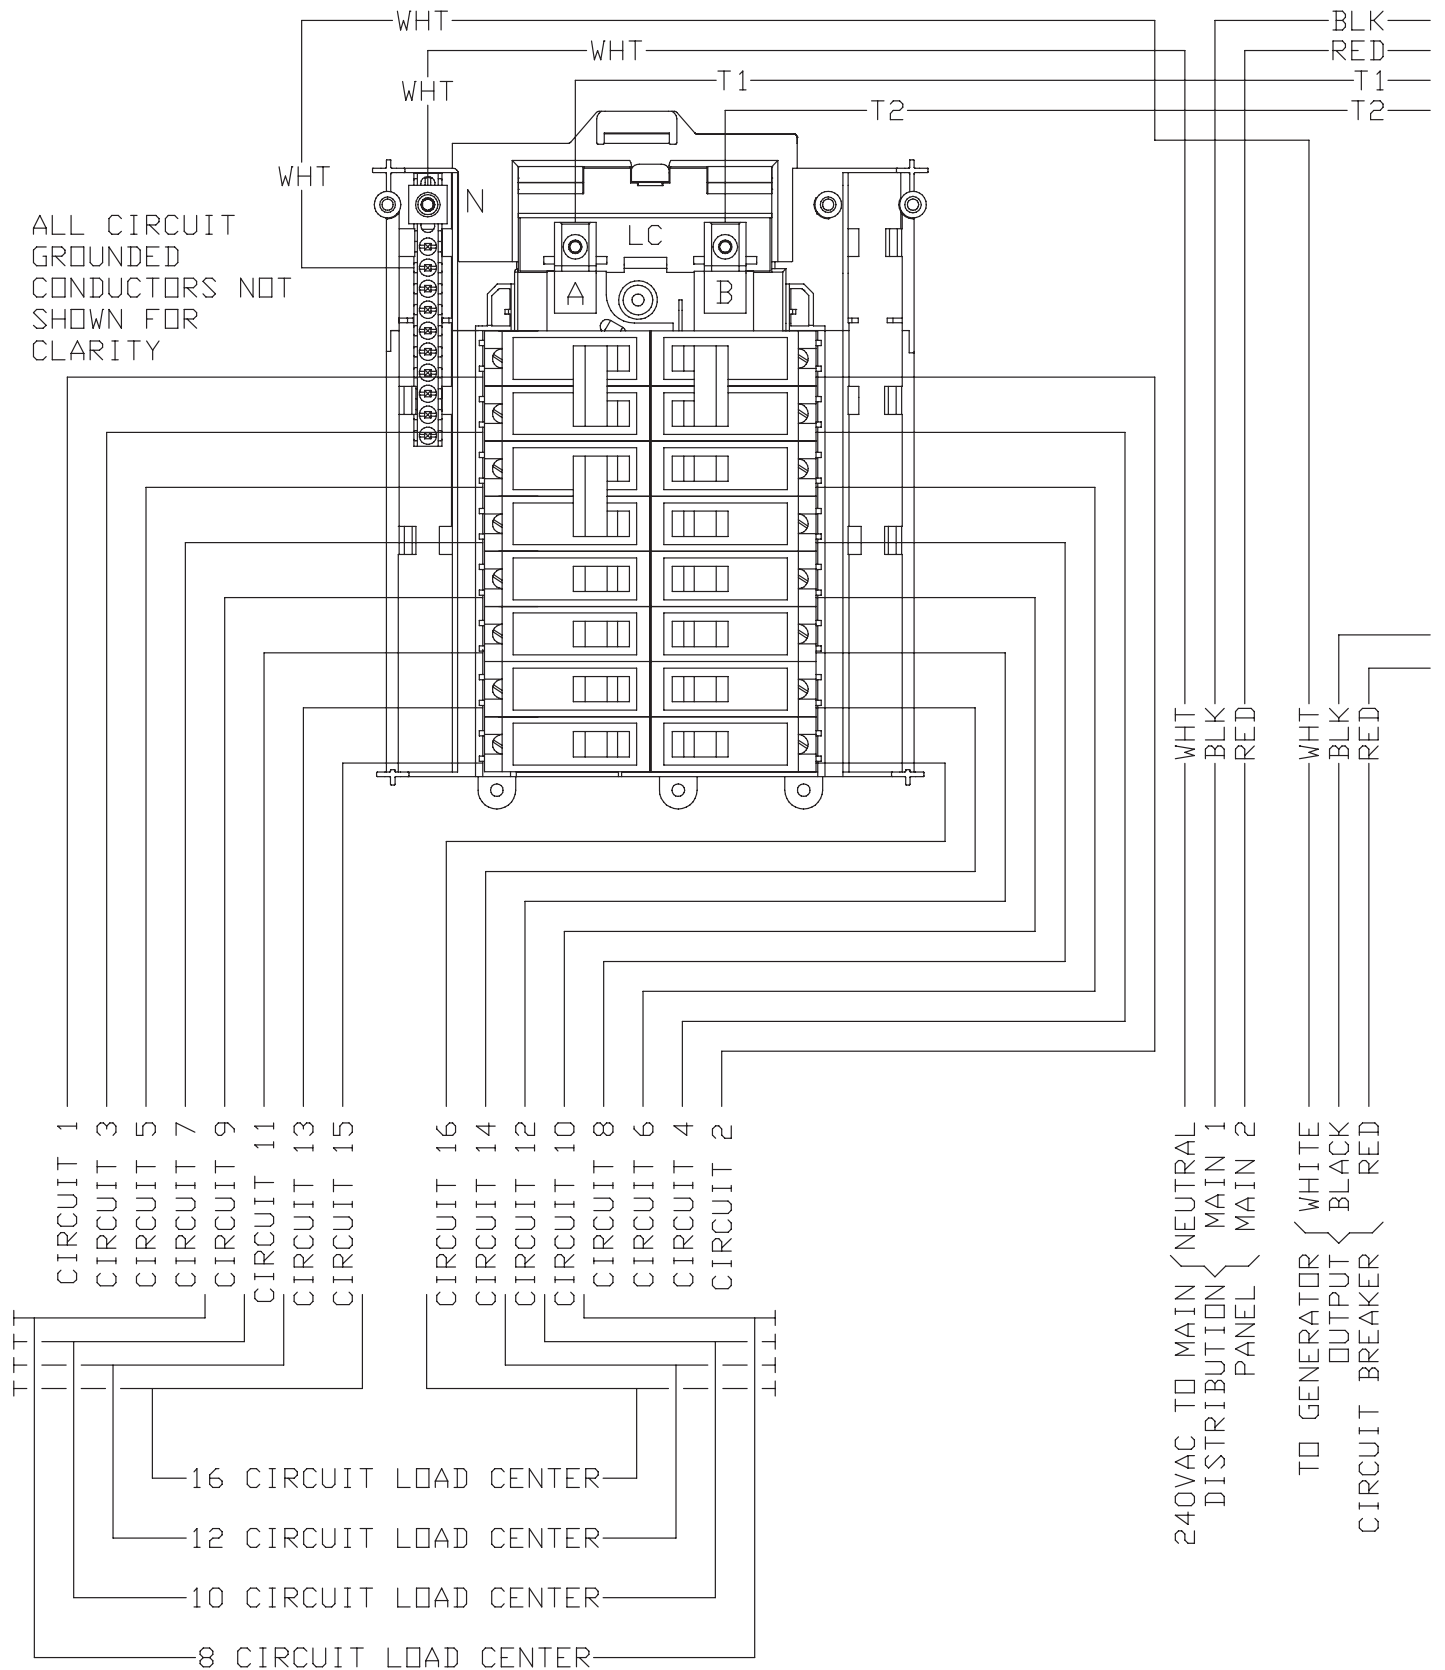 WHT
BLK
WHT
RED
T1
T1
WHT
T2
T2
WHT
N
ALL CIRCUIT
GROUNDED
CONDUCTORS NOT
SHOWN FOR
CLARITY
LC
A
B
WHT
BLK
RED
WHT
BLK
RED
CIRCUIT 1
CIRCUIT 3
CIRCUIT 5
CIRCUIT 7
CIRCUIT 9
CIRCUIT 11
CIRCUIT 13
CIRCUIT 15
CIRCUIT 16
CIRCUIT 14
CIRCUIT 12
CIRCUIT 10
CIRCUIT 8
CIRCUIT 6
CIRCUIT 4
CIRCUIT 2
NEUTRAL
MAIN 1
MAIN 2
240VAC TO MAIN
DISTRIBUTION
PANEL
WHITE
BLACK
RED
TO GENERATOR
OUTPUT
CIRCUIT BREAKER
16 CIRCUIT LOAD CENTER
12 CIRCUIT LOAD CENTER
10 CIRCUIT LOAD CENTER
8 CIRCUIT LOAD CENTER